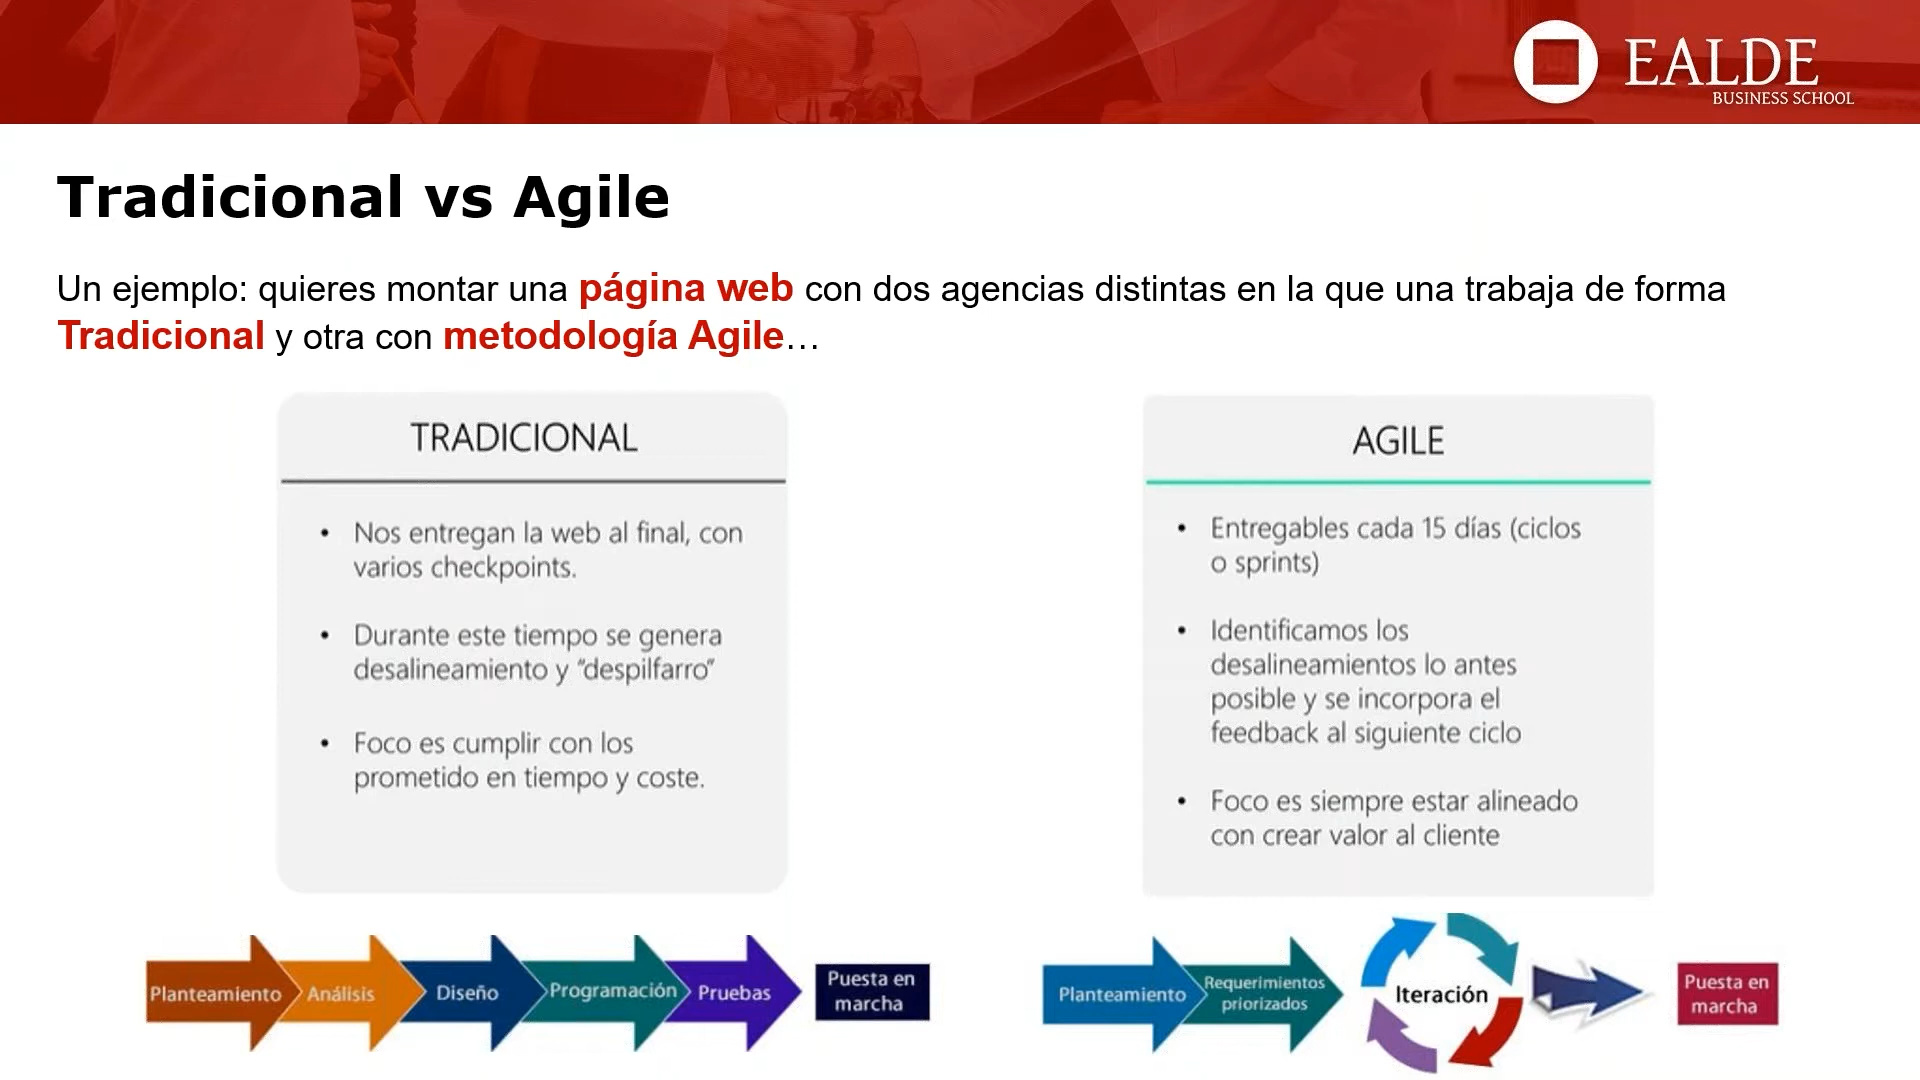 EALDE
BUSINESS SCHOOL
Tradicional vs Agile
Un ejemplo: quieres montar una página web con dos agencias distintas en la que una trabaja de forma
Tradicional y otra con metodología Agile…
TRADICIONAL
• Nos entregan la web al final, con
varios checkpoints.
• Durante este tiempo se genera
desalineamiento y “despilfarro”
• Foco es cumplir con los
prometido en tiempo y coste.
AGILE
• Entregables cada 15 días (ciclos
o sprints)
• Identificamos los
desalineamientos lo antes
posible y se incorpora el
feedback al siguiente ciclo
• Foco es siempre estar alineado
con crear valor al cliente
Planteamiento
Análisis
Diseño
Programación
Pruebas
Puesta en
marcha
Planteamiento
Requerimientos
priorizados
Iteración
Puesta en
marcha